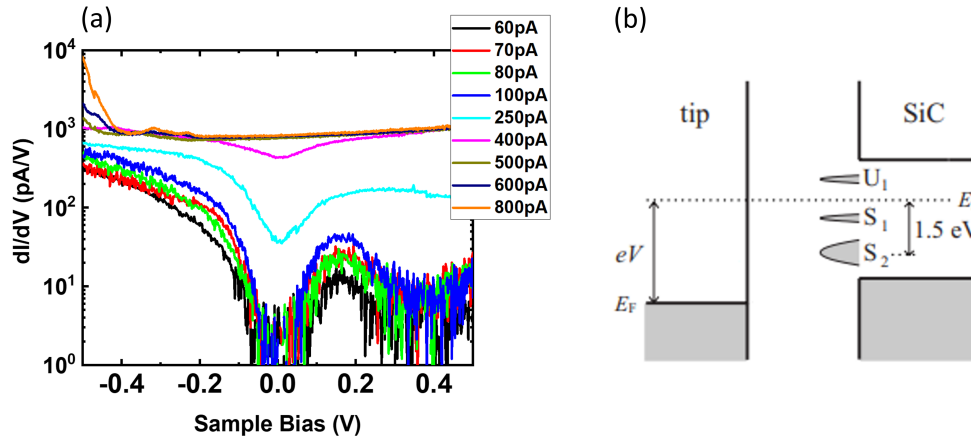 (a)
60pA
70pA
80pA
100pA
250pA
400pA
500pA
600pA
800pA
10⁴
10³
10²
10¹
10⁰
dI/dV (pA/V)
-0.4 -0.2 0.0 0.2 0.4
Sample Bias (V)
(b)
tip
SiC
U₁
E
S₁
1.5 eV
S₂
eV
E_F